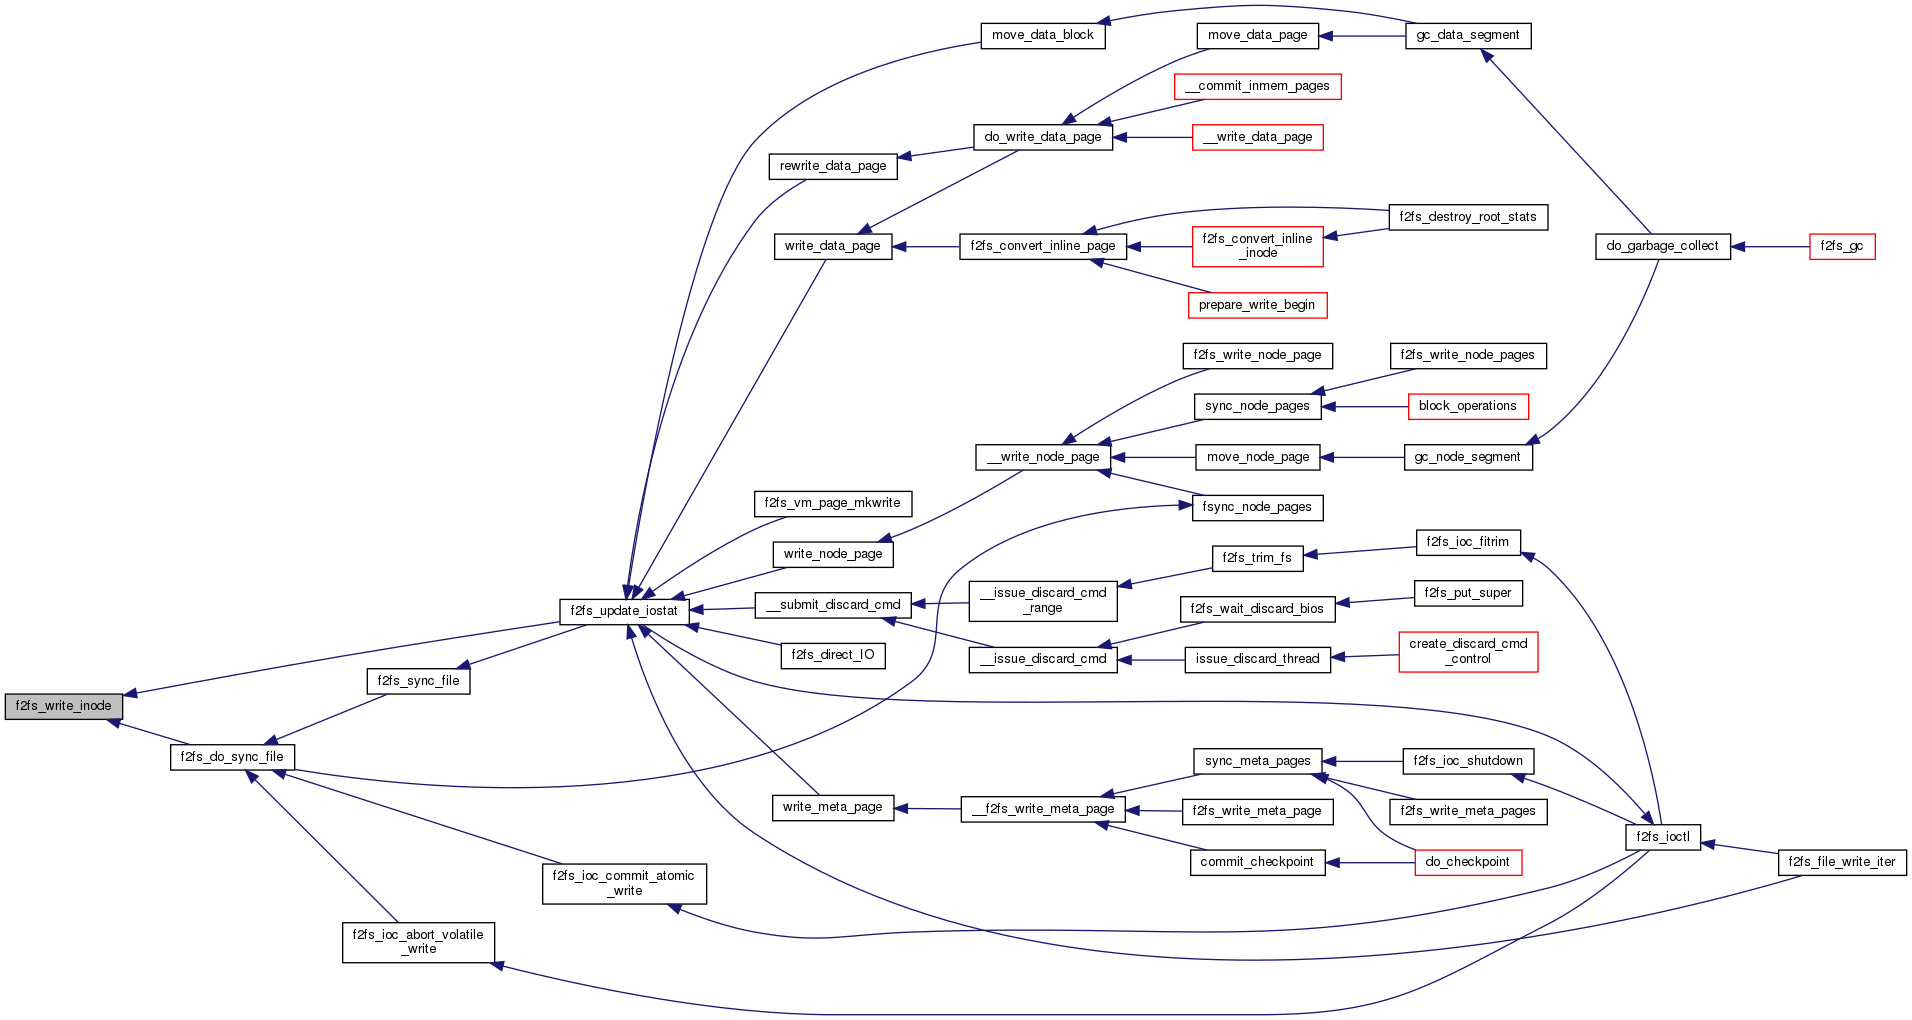 move_data_block
move_data_page
gc_data_segment
__commit_inmem_pages
do_write_data_page
__write_data_page
rewrite_data_page
f2fs_destroy_root_stats
write_data_page
f2fs_convert_inline_page
f2fs_convert_inline
_inode
do_garbage_collect
f2fs_gc
prepare_write_begin
f2fs_write_node_page
f2fs_write_node_pages
sync_node_pages
block_operations
__write_node_page
move_node_page
gc_node_segment
f2fs_vm_page_mkwrite
fsync_node_pages
write_node_page
f2fs_trim_fs
f2fs_ioc_fitrim
f2fs_update_iostat
__submit_discard_cmd
__issue_discard_cmd
_range
f2fs_wait_discard_bios
f2fs_put_super
f2fs_direct_IO
__issue_discard_cmd
issue_discard_thread
create_discard_cmd
_control
f2fs_sync_file
f2fs_write_inode
f2fs_do_sync_file
sync_meta_pages
f2fs_ioc_shutdown
write_meta_page
__f2fs_write_meta_page
f2fs_write_meta_page
f2fs_write_meta_pages
f2fs_ioctl
commit_checkpoint
do_checkpoint
f2fs_file_write_iter
f2fs_ioc_commit_atomic
_write
f2fs_ioc_abort_volatile
_write